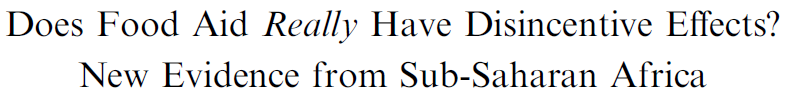 Does Food Aid Really Have Disincentive Effects?
New Evidence from Sub-Saharan Africa